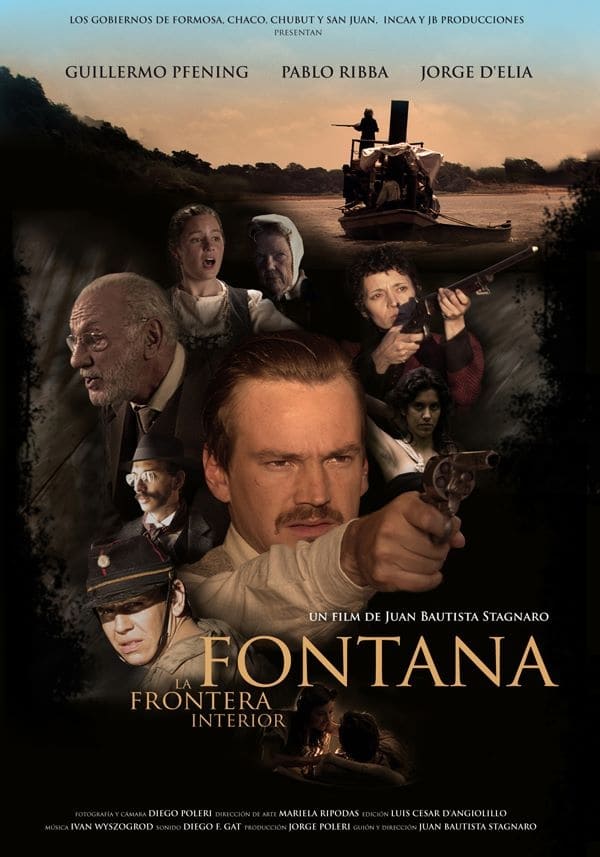 LOS GOBIERNOS DE FORMOSA, CHACO, CHUBUT Y SAN JUAN, INCAA Y JB PRODUCCIONES
PRESENTAN
GUILLERMO PFENING PABLO RIBBA JORGE D'ELIA
UN FILM DE JUAN BAUTISTA STAGNARO
FONTANA
LA
FRONTERA
INTERIOR
FOTOGRAFIA Y CÁMARA DIEGO POLERI DIRECCIÓN DE ARTE MARIELA RIPODAS EDICIÓN LUIS CESAR D'ANGIOLILLO
MÚSICA IVAN WYSZOGROD SONIDO DIEGO F. GAT PRODUCCIÓN JORGE POLERI GUIÓN Y DIRECCIÓN JUAN BAUTISTA STAGNARO